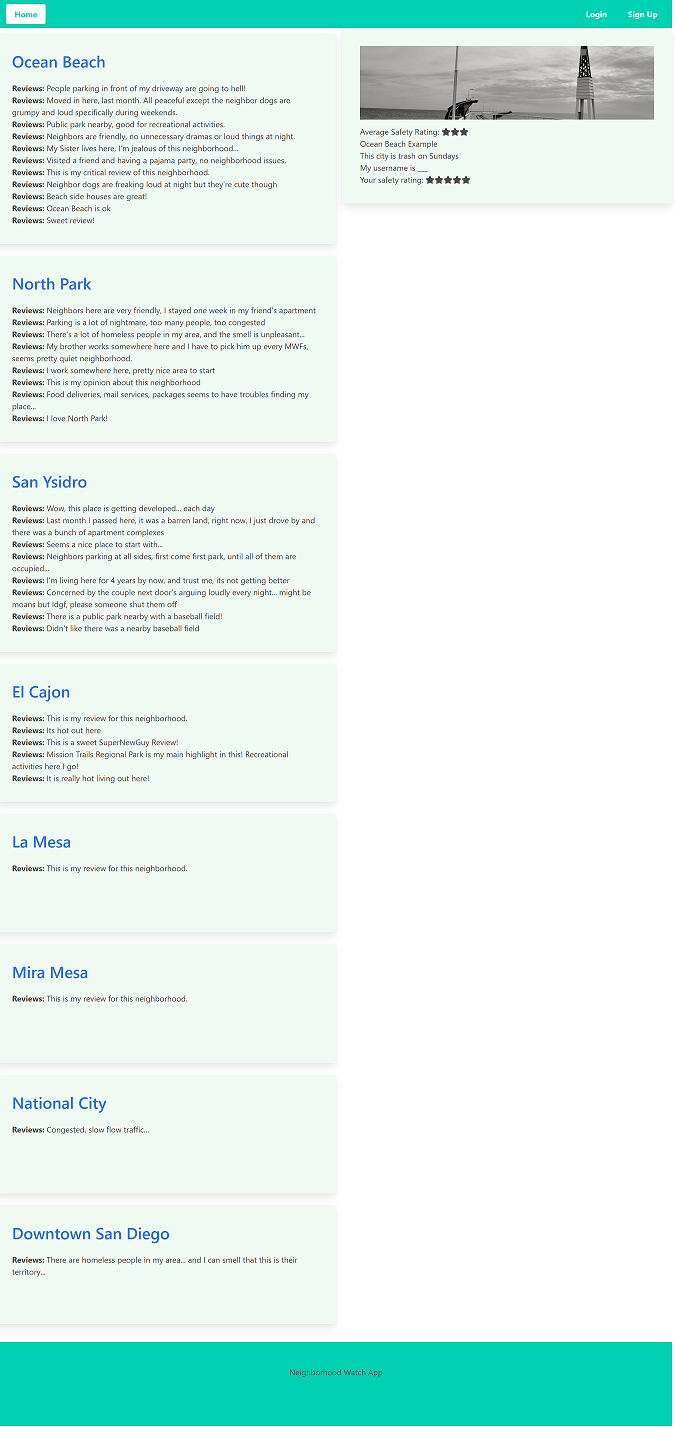 Home
Login
Sign Up
Ocean Beach
Reviews: People parking in front of my driveway are going to hell!
Reviews: Moved in here, last month. All peaceful except the neighbor dogs are
grumpy and loud specifically during weekends.
Reviews: Public park nearby, good for recreational activities.
Reviews: Neighbors are friendly, no unnecessary dramas or loud things at night.
Reviews: My Sister lives here, I'm jealous of this neighborhood...
Reviews: Visited a friend and having a pajama party, no neighborhood issues.
Reviews: This is my critical review of this neighborhood.
Reviews: Neighbor dogs are freaking loud at night but they're cute though
Reviews: Beach side houses are great!
Reviews: Ocean Beach is ok
Reviews: Sweet review!
Average Safety Rating:
Ocean Beach Example
This city is trash on Sundays
My username is ___
Your safety rating:
North Park
Reviews: Neighbors here are very friendly, I stayed one week in my friend's apartment
Reviews: Parking is a lot of nightmare, too many people, too congested
Reviews: There's a lot of homeless people in my area, and the smell is unpleasant...
Reviews: My brother works somewhere here and I have to pick him up every MWFs,
seems pretty quiet neighborhood.
Reviews: I work somewhere here, pretty nice area to start
Reviews: This is my opinion about this neighborhood
Reviews: Food deliveries, mail services, packages seems to have troubles finding my
place...
Reviews: I love North Park!
San Ysidro
Reviews: Wow, this place is getting developed... each day
Reviews: Last month I passed here, it was a barren land, right now, I just drove by and
there was a bunch of apartment complexes
Reviews: Seems a nice place to start with...
Reviews: Neighbors parking at all sides, first come first park, until all of them are
occupied...
Reviews: I'm living here for 4 years by now, and trust me, its not getting better
Reviews: Concerned by the couple next door's arguing loudly every night... might be
moans but Idgf, please someone shut them off
Reviews: There is a public park nearby with a baseball field!
Reviews: Didn't like there was a nearby baseball field
El Cajon
Reviews: This is my review for this neighborhood.
Reviews: Its hot out here
Reviews: This is a sweet SuperNewGuy Review!
Reviews: Mission Trails Regional Park is my main highlight in this! Recreational
activities here I go!
Reviews: It is really hot living out here!
La Mesa
Reviews: This is my review for this neighborhood.
Mira Mesa
Reviews: This is my review for this neighborhood.
National City
Reviews: Congested, slow flow traffic...
Downtown San Diego
Reviews: There are homeless people in my area... and I can smell that this is their
territory...
Neighborhood Watch App